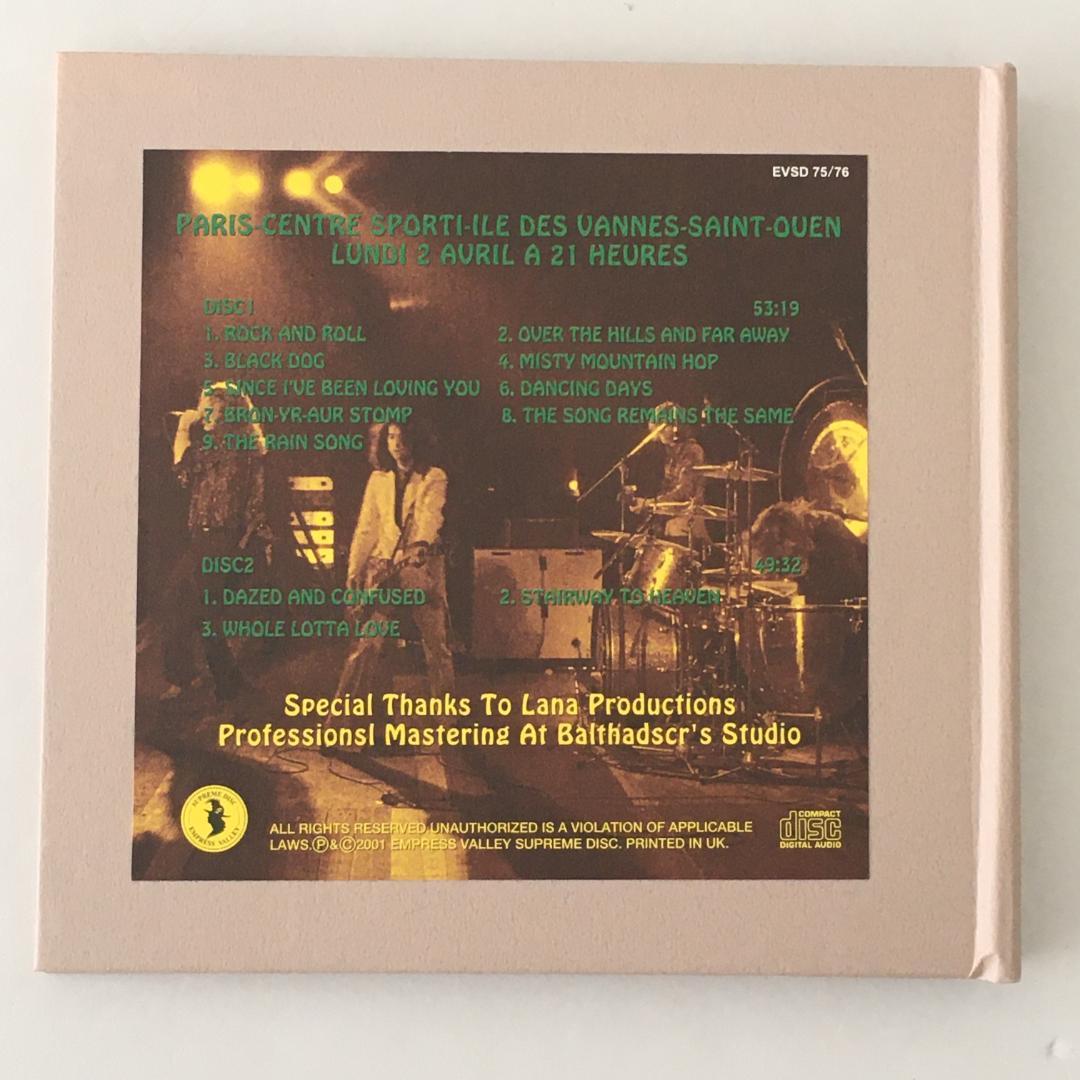 EVSD 75/76
PARIS-CENTRE SPORTI-ILE DES VANNES-SAINT-OUEN
LUNDI 2 AVRIL A 21 HEURES
DISC1 53:19
1. ROCK AND ROLL 2. OVER THE HILLS AND FAR AWAY
3. BLACK DOG 4. MISTY MOUNTAIN HOP
5. SINCE I'VE BEEN LOVING YOU 6. DANCING DAYS
7. BRON-YR-AUR STOMP 8. THE SONG REMAINS THE SAME
9. THE RAIN SONG
DISC2 49:32
1. DAZED AND CONFUSED 2. STAIRWAY TO HEAVEN
3. WHOLE LOTTA LOVE
Special Thanks To Lana Productions
Professionsl Mastering At Balthadscr's Studio
SUPREME DISC
EMPRESS VALLEY
ALL RIGHTS RESERVED UNAUTHORIZED IS A VIOLATION OF APPLICABLE
LAWS.Ⓟ&Ⓒ2001 EMPRESS VALLEY SUPREME DISC. PRINTED IN UK.
COMPACT
disc
DIGITAL AUDIO